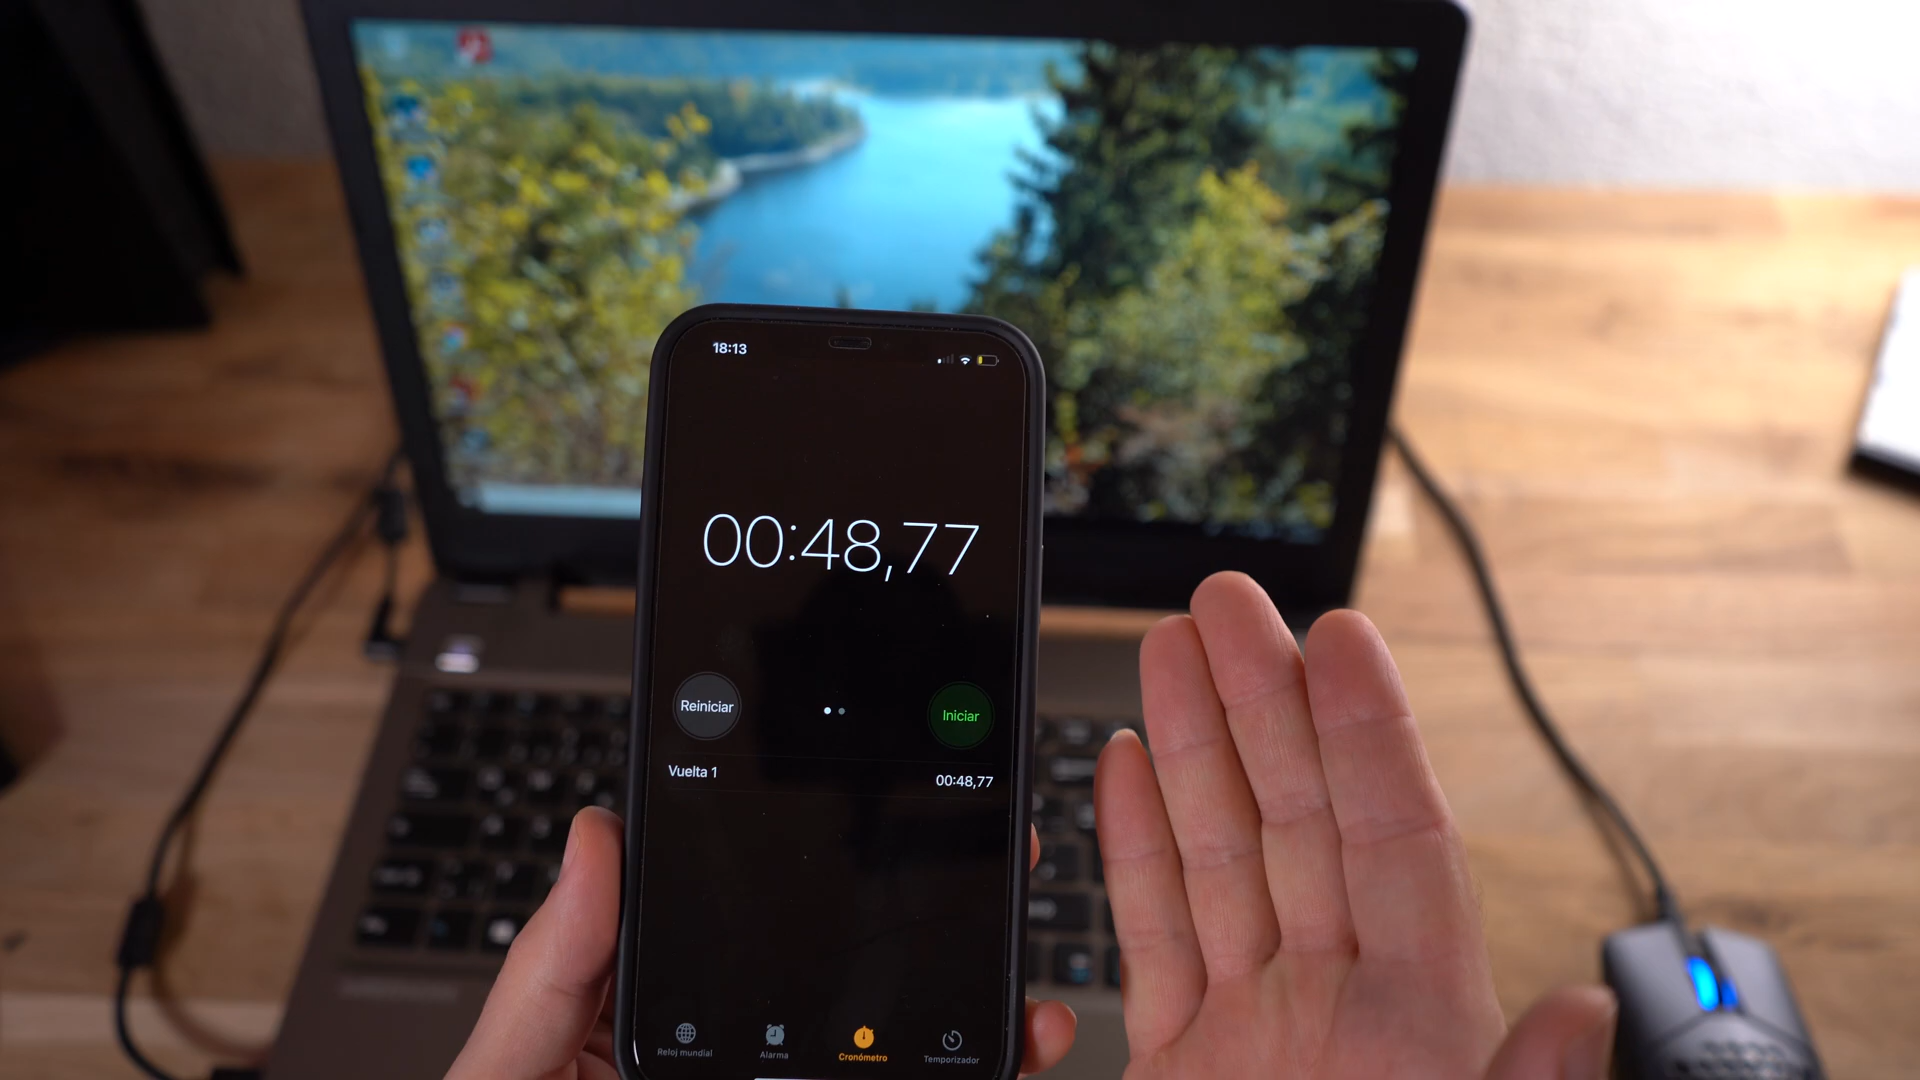 18:13
00:48,77
Reiniciar
Iniciar
Vuelta 1
00:48,77
Reloj mundial
Alarma
Cronómetro
Temporizador